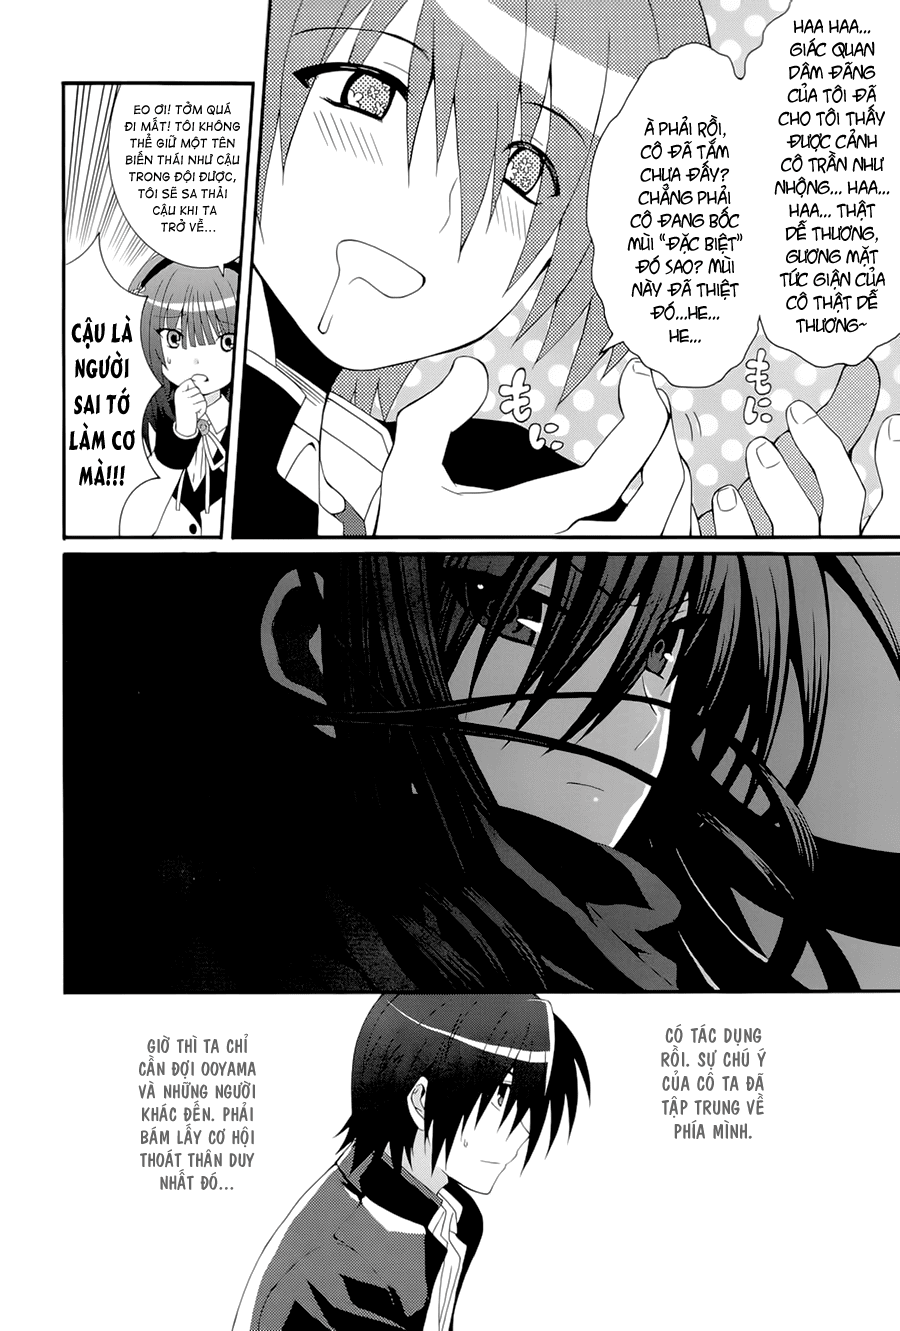 HAA HAA...
GIÁC QUAN
DÂM ĐÃNG
CỦA TÔI ĐÃ
CHO TÔI THẤY
ĐƯỢC CẢNH
CÔ TRẦN NHƯ
NHỘNG... HAA...
HAA... THẬT
DỄ THƯƠNG,
GƯƠNG MẶT
TỨC GIẬN CỦA
CÔ THẬT DỄ
THƯƠNG~
À PHẢI RỒI,
CÔ ĐÃ TẮM
CHƯA ĐẤY?
CHẲNG PHẢI
CÔ ĐANG BỐC
MÙI "ĐẶC BIỆT"
ĐÓ SAO? MÙI
NÀY ĐÃ THIỆT
ĐÓ...HE...
HE...
もに
もに
EO ƠI! TỞM QUÁ
ĐI MẤT! TÔI KHÔNG
THỂ GIỮ MỘT TÊN
BIẾN THÁI NHƯ CẬU
TRONG ĐỘI ĐƯỢC,
TÔI SẼ SA THẢI
CẬU KHI TA
TRỞ VỀ...
CẬU LÀ
NGƯỜI
SAI TỚ
LÀM CƠ
MÀ!!!
CÓ TÁC DỤNG
RỒI. SỰ CHÚ Ý
CỦA CÔ TA ĐÃ
TẬP TRUNG VỀ
PHÍA MÌNH.
GIỜ THÌ TA CHỈ
CẦN ĐỢI OOYAMA
VÀ NHỮNG NGƯỜI
KHÁC ĐẾN. PHẢI
BÁM LẤY CƠ HỘI
THOÁT THÂN DUY
NHẤT ĐÓ...